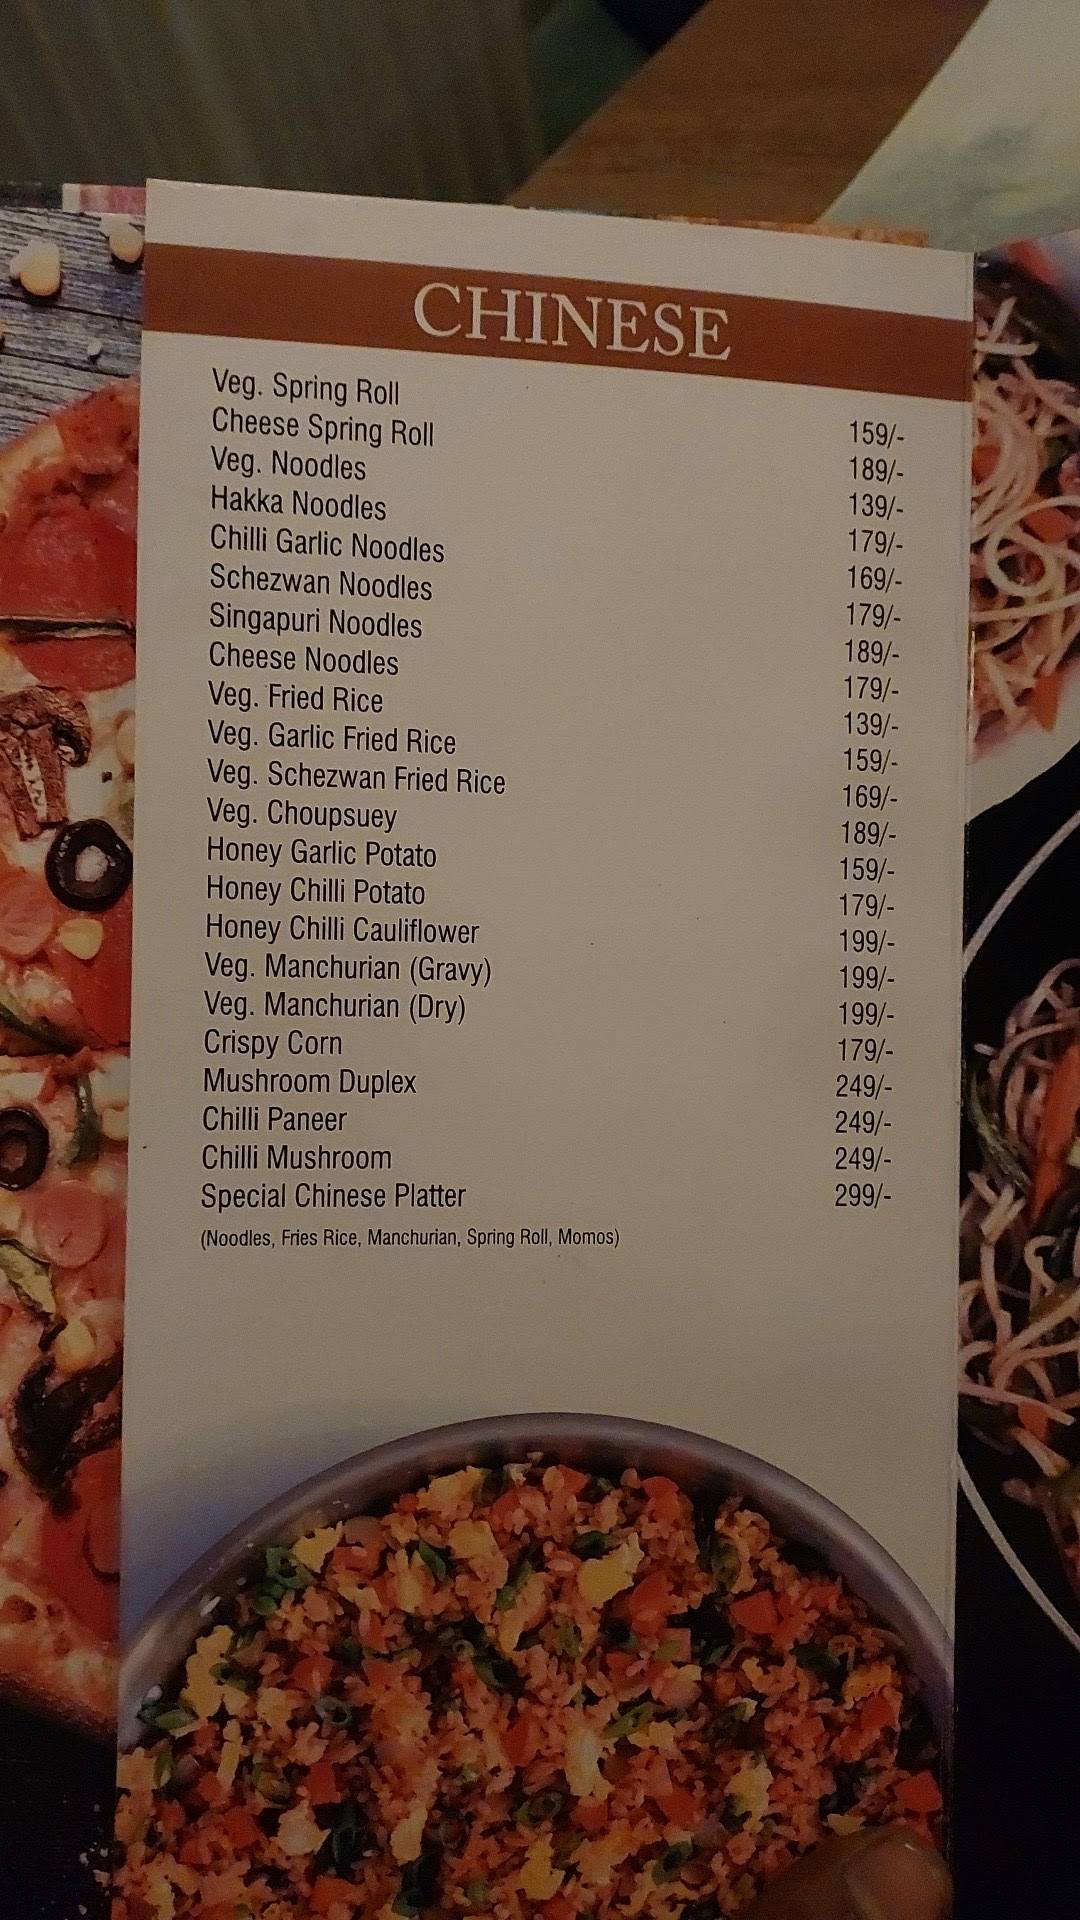 CHINESE
Veg. Spring Roll 159/-
Cheese Spring Roll 189/-
Veg. Noodles 139/-
Hakka Noodles 179/-
Chilli Garlic Noodles 169/-
Schezwan Noodles 179/-
Singapuri Noodles 189/-
Cheese Noodles 179/-
Veg. Fried Rice 139/-
Veg. Garlic Fried Rice 159/-
Veg. Schezwan Fried Rice 169/-
Veg. Choupsuey 189/-
Honey Garlic Potato 159/-
Honey Chilli Potato 179/-
Honey Chilli Cauliflower 199/-
Veg. Manchurian (Gravy) 199/-
Veg. Manchurian (Dry) 199/-
Crispy Corn 179/-
Mushroom Duplex 249/-
Chilli Paneer 249/-
Chilli Mushroom 249/-
Special Chinese Platter 299/-
(Noodles, Fries Rice, Manchurian, Spring Roll, Momos)